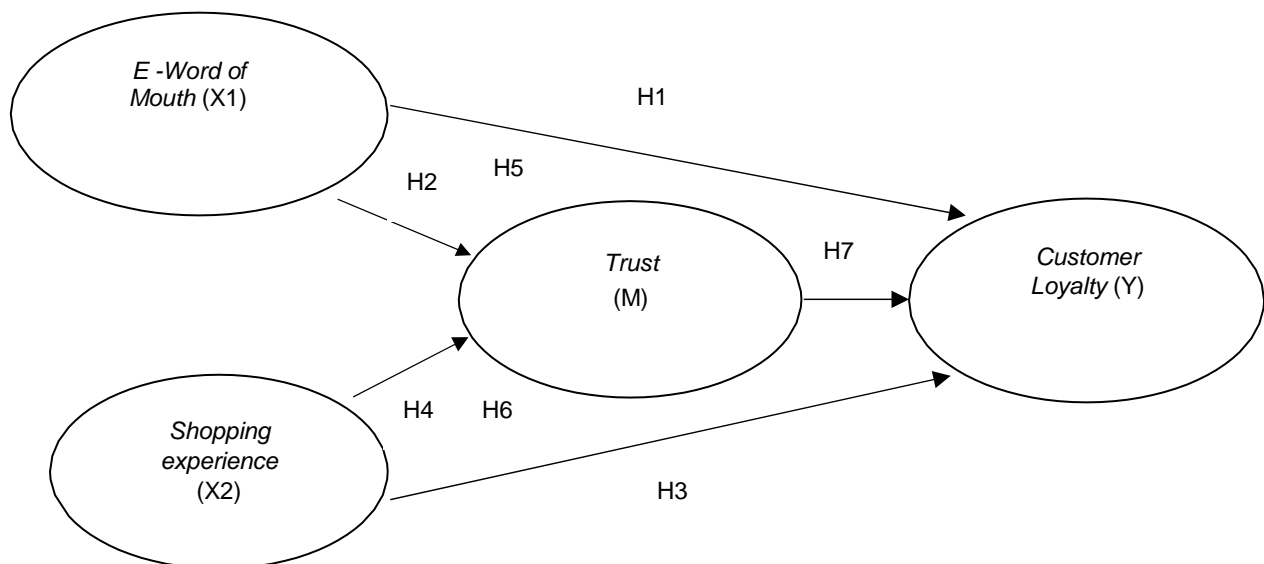 E -Word of
Mouth (X1)
H1
H2
H5
Trust
(M)
H7
Customer
Loyalty (Y)
H4
H6
Shopping
experience
(X2)
H3